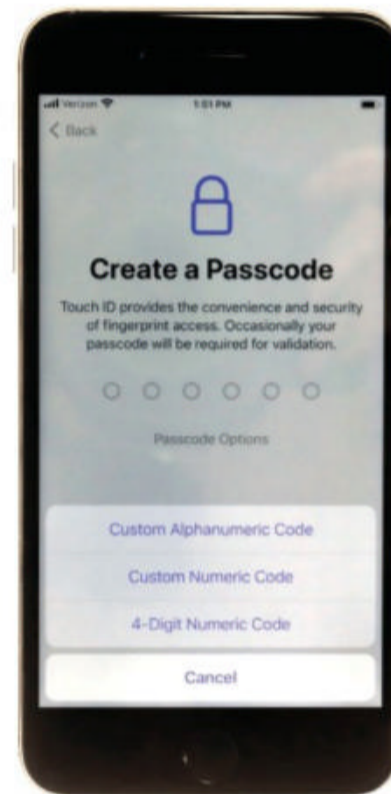 Verizon 1:51 PM
Back
Create a Passcode
Touch ID provides the convenience and security
of fingerprint access. Occasionally your
passcode will be required for validation.
Passcode Options
Custom Alphanumeric Code
Custom Numeric Code
4-Digit Numeric Code
Cancel